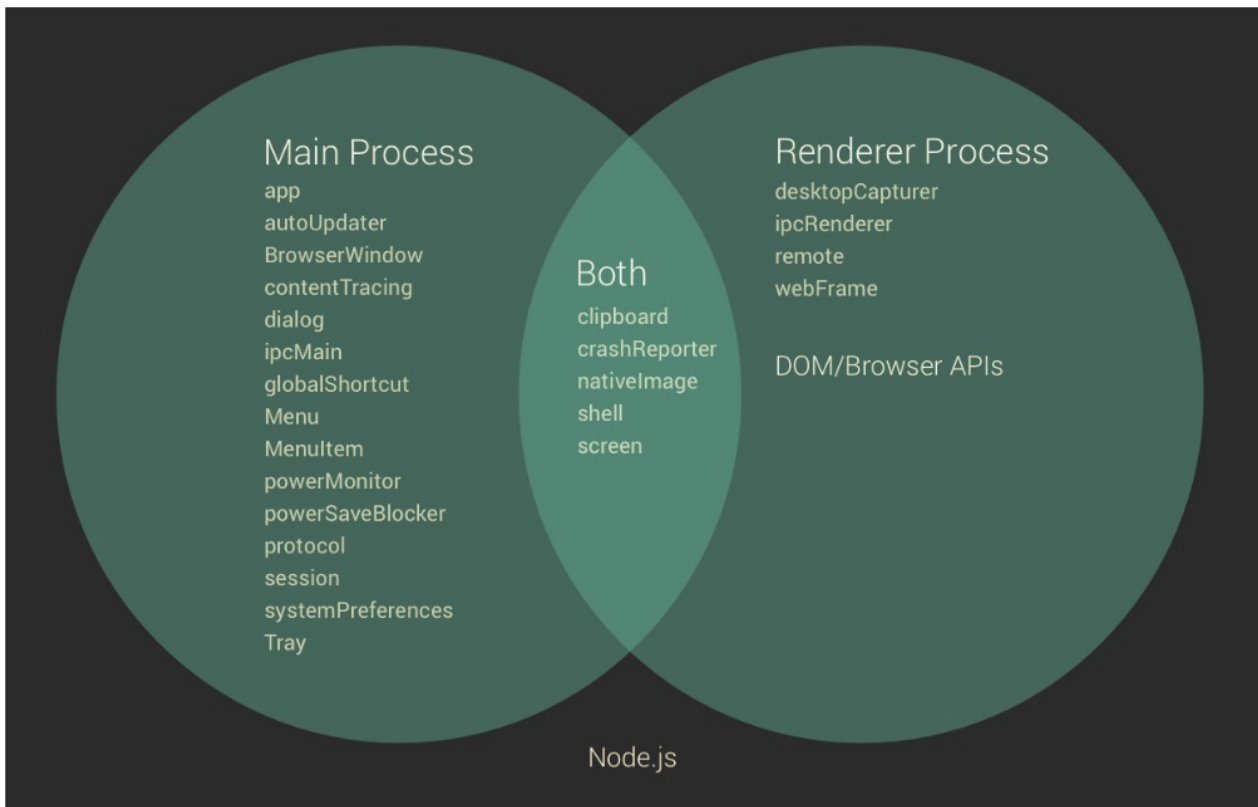 Main Process
app
autoUpdater
BrowserWindow
contentTracing
dialog
ipcMain
globalShortcut
Menu
MenuItem
powerMonitor
powerSaveBlocker
protocol
session
systemPreferences
Tray
Both
clipboard
crashReporter
nativeImage
shell
screen
Renderer Process
desktopCapturer
ipcRenderer
remote
webFrame
DOM/Browser APIs
Node.js